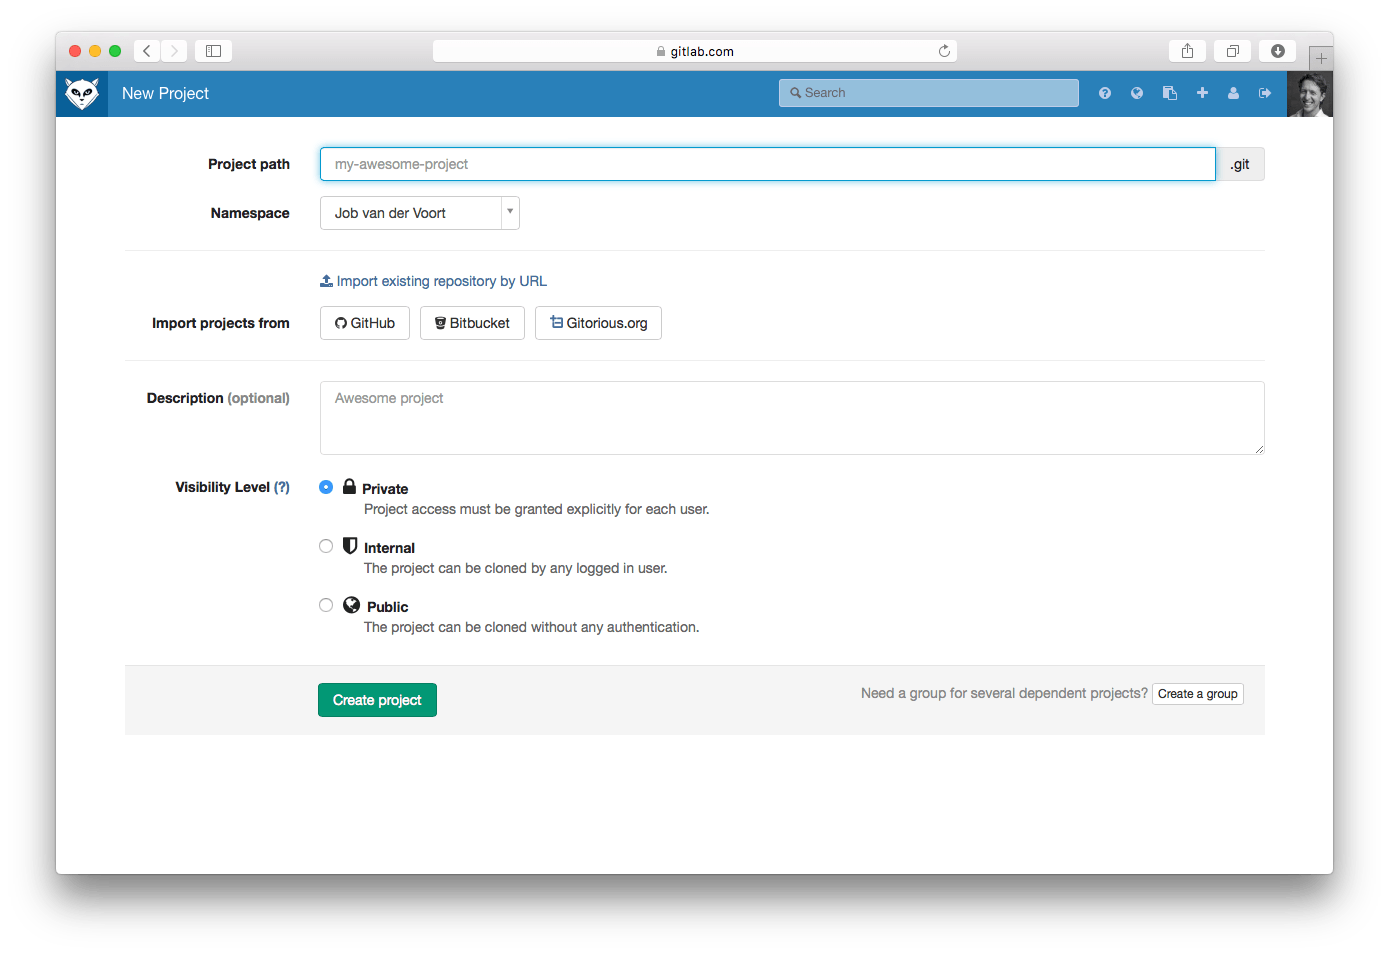 gitlab.com
New Project
Search
Project path
my-awesome-project
.git
Namespace
Job van der Voort
Import existing repository by URL
Import projects from
GitHub
Bitbucket
Gitorious.org
Description (optional)
Awesome project
Visibility Level (?)
Private
Project access must be granted explicitly for each user.
Internal
The project can be cloned by any logged in user.
Public
The project can be cloned without any authentication.
Create project
Need a group for several dependent projects? Create a group